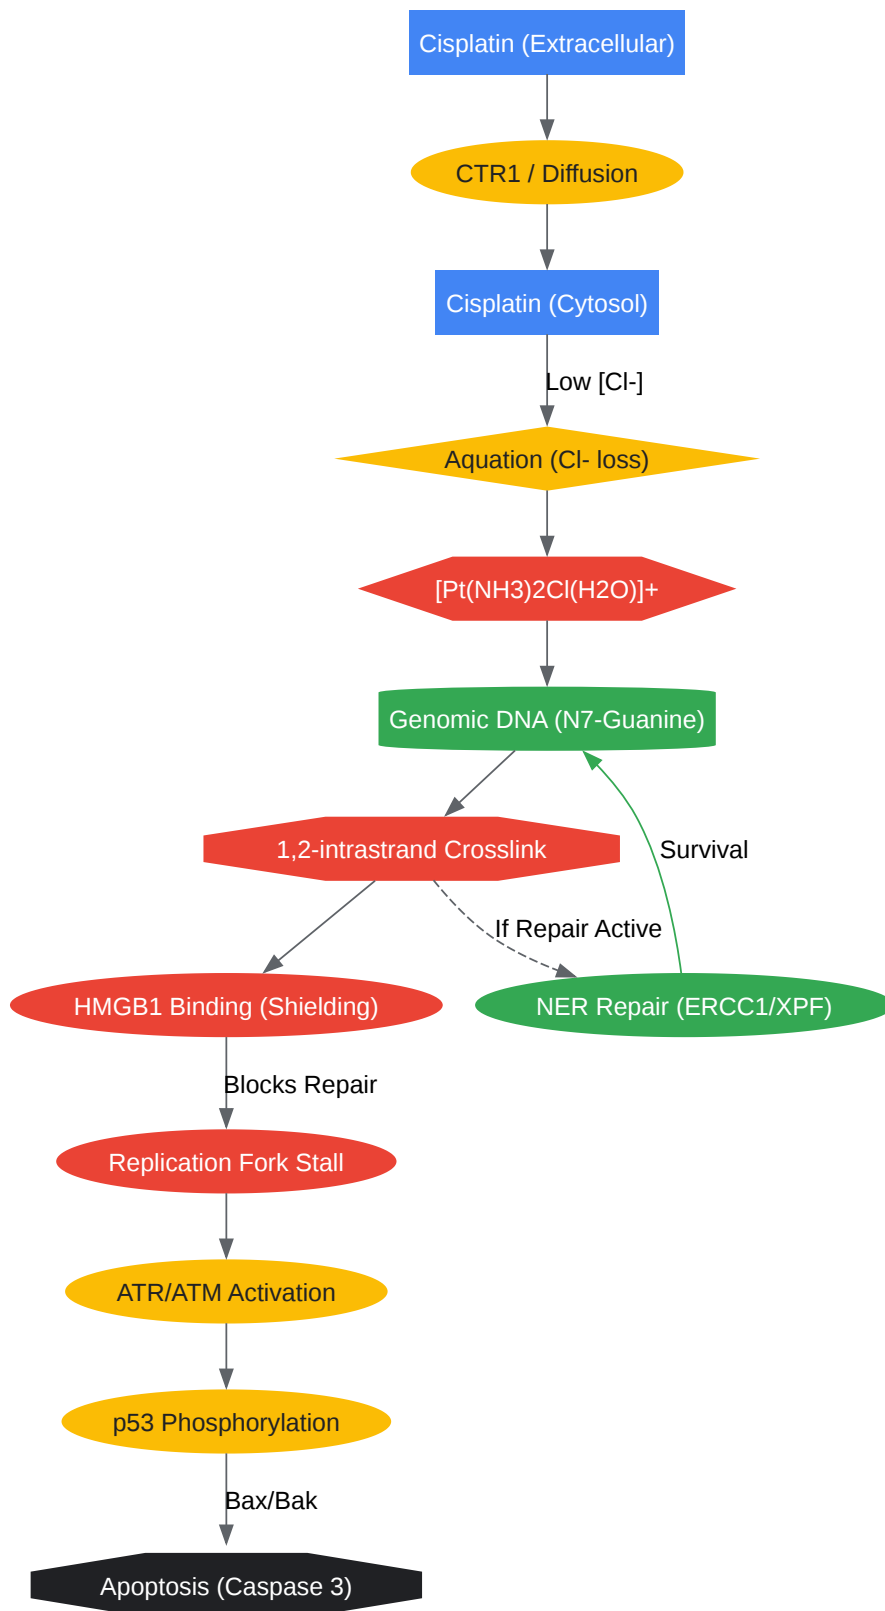 Cisplatin (Extracellular)
CTR1 / Diffusion
Cisplatin (Cytosol)
Low [Cl-]
Aquation (Cl- loss)
[Pt(NH3)2Cl(H2O)]+
Genomic DNA (N7-Guanine)
1,2-intrastrand Crosslink
Survival
If Repair Active
HMGB1 Binding (Shielding)
NER Repair (ERCC1/XPF)
Blocks Repair
Replication Fork Stall
ATR/ATM Activation
p53 Phosphorylation
Bax/Bak
Apoptosis (Caspase 3)